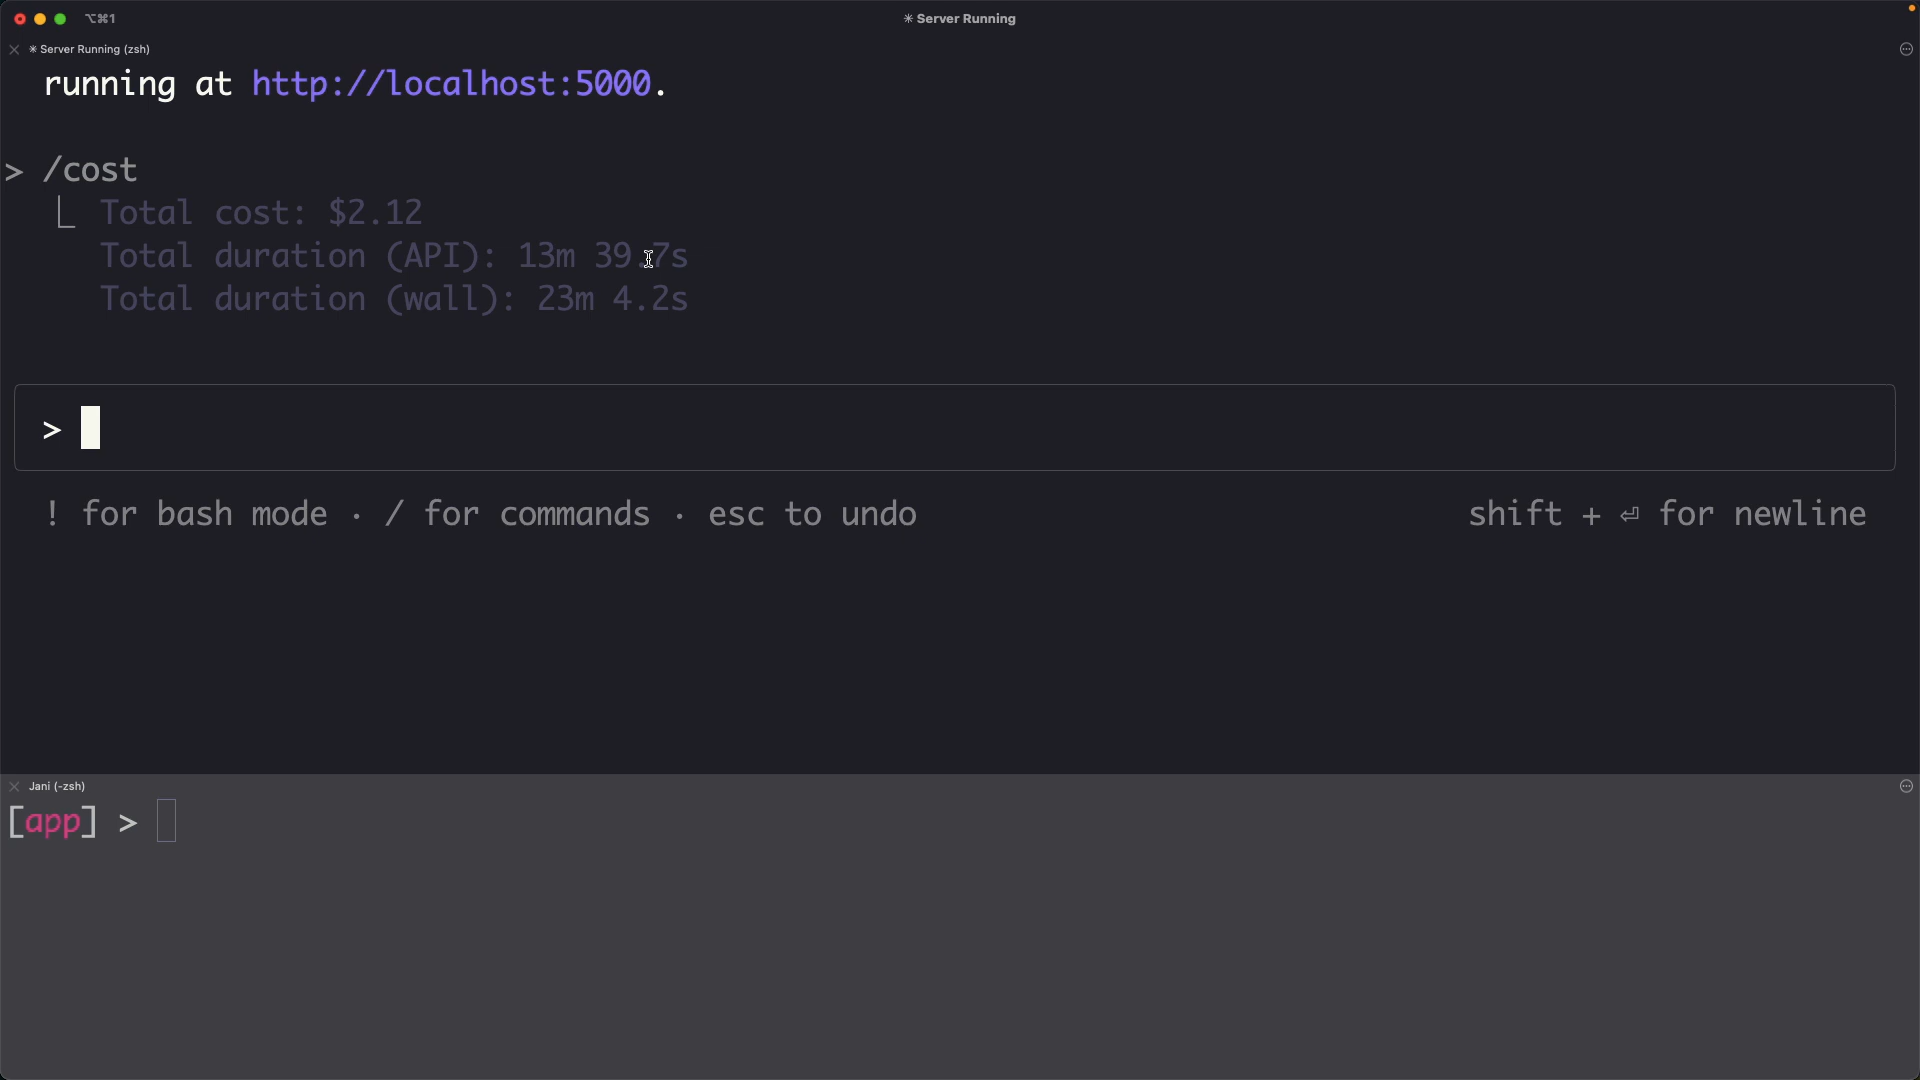 ⌥⌘1
✳ Server Running
✳ Server Running (zsh)
running at http://localhost:5000.
> /cost
⎿ Total cost: $2.12
Total duration (API): 13m 39.7s
Total duration (wall): 23m 4.2s
>
! for bash mode · / for commands · esc to undo
shift + ⏎ for newline
Jani (-zsh)
[app] >